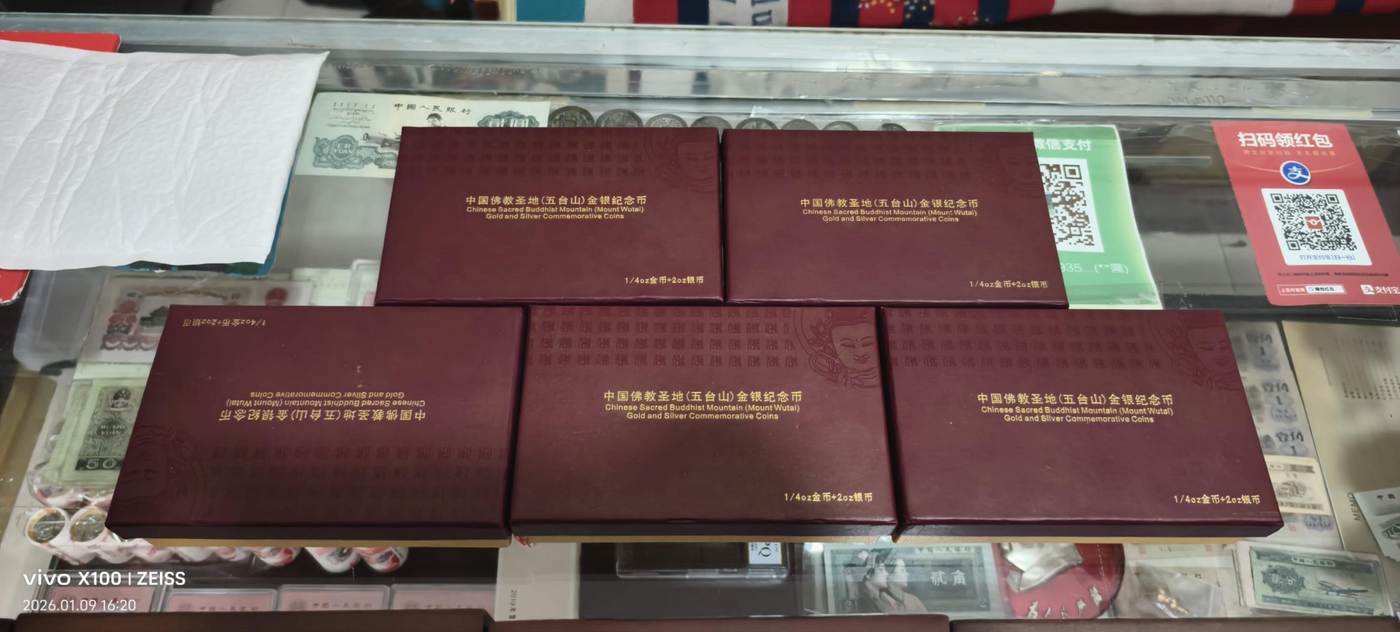 中国人民银行
贰圆
微信支付
扫码领红包
中国佛教圣地(五台山)金银纪念币
Chinese Sacred Buddhist Mountain (Mount Wutai)
Gold and Silver Commemorative Coins
1/4oz金币+2oz银币
中国佛教圣地(五台山)金银纪念币
Chinese Sacred Buddhist Mountain (Mount Wutai)
Gold and Silver Commemorative Coins
1/4oz金币+2oz银币
支付宝
中国佛教圣地(五台山)金银纪念币
Chinese Sacred Buddhist Mountain (Mount Wutai)
Gold and Silver Commemorative Coins
1/4oz金币+2oz银币
中国佛教圣地(五台山)金银纪念币
Chinese Sacred Buddhist Mountain (Mount Wutai)
Gold and Silver Commemorative Coins
1/4oz金币+2oz银币
中国佛教圣地(五台山)金银纪念币
Chinese Sacred Buddhist Mountain (Mount Wutai)
Gold and Silver Commemorative Coins
1/4oz金币+2oz银币
50
贰角
MEMO
vivo X100 | ZEISS
2026.01.09 16:20